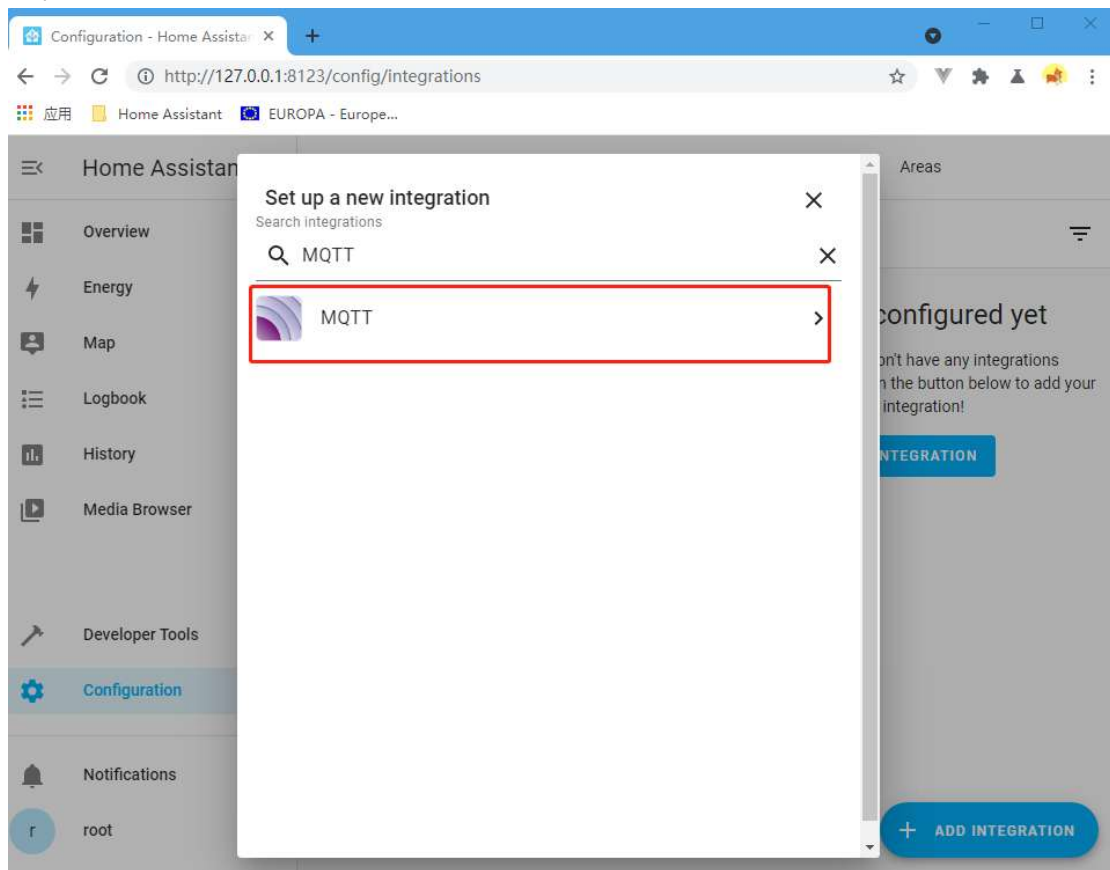 Configuration - Home Assistan
http://127.0.0.1:8123/config/integrations
应用 Home Assistant EUROPA - Europe...
Home Assistan
Areas
Set up a new integration
Search integrations
MQTT
MQTT
Overview
Energy
Map
Logbook
History
Media Browser
Developer Tools
Configuration
Notifications
r root
configured yet
on't have any integrations
the button below to add your
integration!
NTEGRATION
ADD INTEGRATION